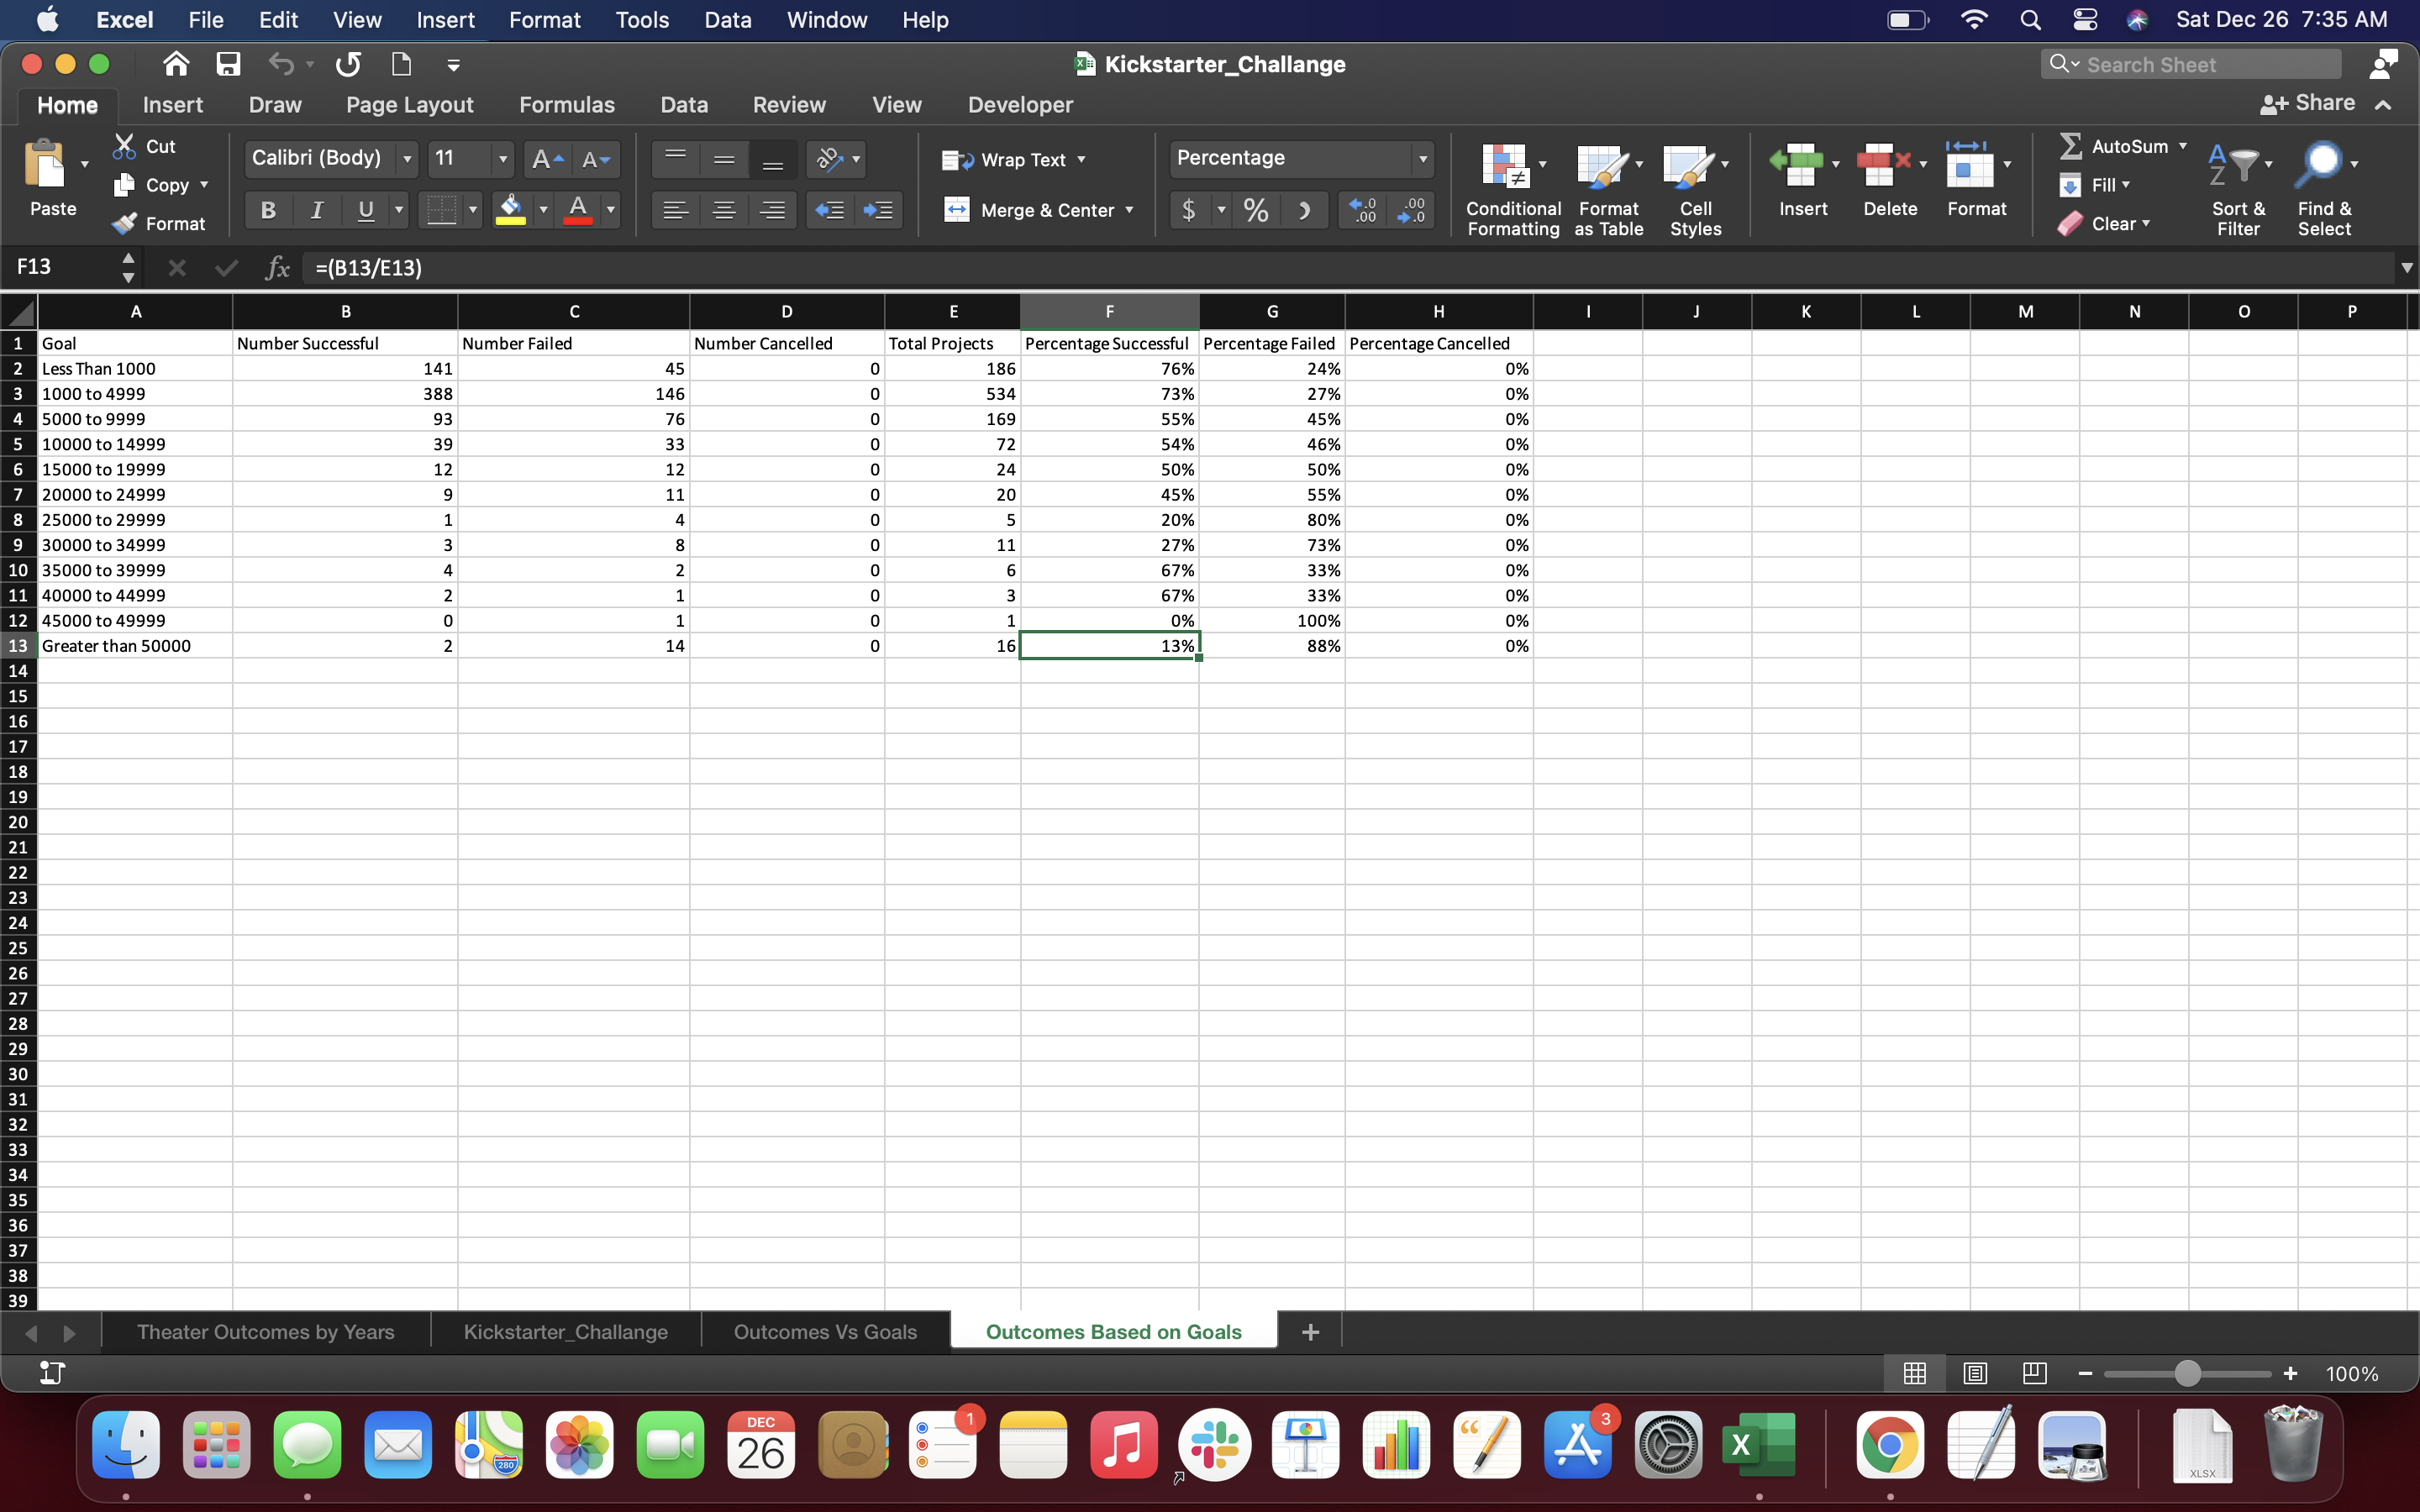 Excel File Edit View Insert Format Tools Data Window Help Sat Dec 26 7:35 AM
Kickstarter_Challange Search Sheet
Home Insert Draw Page Layout Formulas Data Review View Developer Share
Paste Cut Copy Format
Calibri (Body) 11 A A
B I U A
ab Wrap Text
Merge & Center
Percentage
$ % .0 .00 .00 .0
Conditional Formatting Format as Table Cell Styles
Insert Delete Format
AutoSum Fill Clear
Sort & Filter Find & Select
F13 fx =(B13/E13)
A B C D E F G H I J K L M N O P
1 Goal Number Successful Number Failed Number Cancelled Total Projects Percentage Successful Percentage Failed Percentage Cancelled
2 Less Than 1000 141 45 0 186 76% 24% 0%
3 1000 to 4999 388 146 0 534 73% 27% 0%
4 5000 to 9999 93 76 0 169 55% 45% 0%
5 10000 to 14999 39 33 0 72 54% 46% 0%
6 15000 to 19999 12 12 0 24 50% 50% 0%
7 20000 to 24999 9 11 0 20 45% 55% 0%
8 25000 to 29999 1 4 0 5 20% 80% 0%
9 30000 to 34999 3 8 0 11 27% 73% 0%
10 35000 to 39999 4 2 0 6 67% 33% 0%
11 40000 to 44999 2 1 0 3 67% 33% 0%
12 45000 to 49999 0 1 0 1 0% 100% 0%
13 Greater than 50000 2 14 0 16 13% 88% 0%
14
15
16
17
18
19
20
21
22
23
24
25
26
27
28
29
30
31
32
33
34
35
36
37
38
39
Theater Outcomes by Years Kickstarter_Challange Outcomes Vs Goals Outcomes Based on Goals +
100%
280 DEC 26 1 3 X XLSX